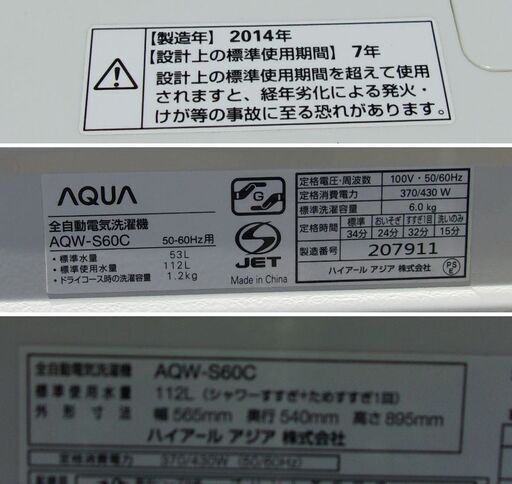 【製造年】2014年
【設計上の標準使用期間】7年
設計上の標準使用期間を超えて使用
されますと、経年劣化による発火・
けが等の事故に至る恐れがあります。
AQUA
全自動電気洗濯機
AQW-S60C 50-60Hz用
・標準水量 53L
・標準使用水量 112L
・ドライコース時の洗濯容量 1.2kg
G
JET
Made in China
定格電圧・周波数 100V・50/60Hz
定格消費電力 370/430 W
標準洗濯容量 6.0 kg
定格時間 標準 おいそぎ すすぎ1回 洗いのみ
34分 24分 32分 15分
製造番号 207911
ハイアール アジア 株式会社
PS
E
全自動電気洗濯機 AQW-S60C
標準使用水量 112L (シャワーすすぎ+ためすすぎ1回)
外形寸法 幅 565mm 奥行 540mm 高さ 895mm
ハイアール アジア 株式会社
定格消費電力 370/430W (50/60Hz)